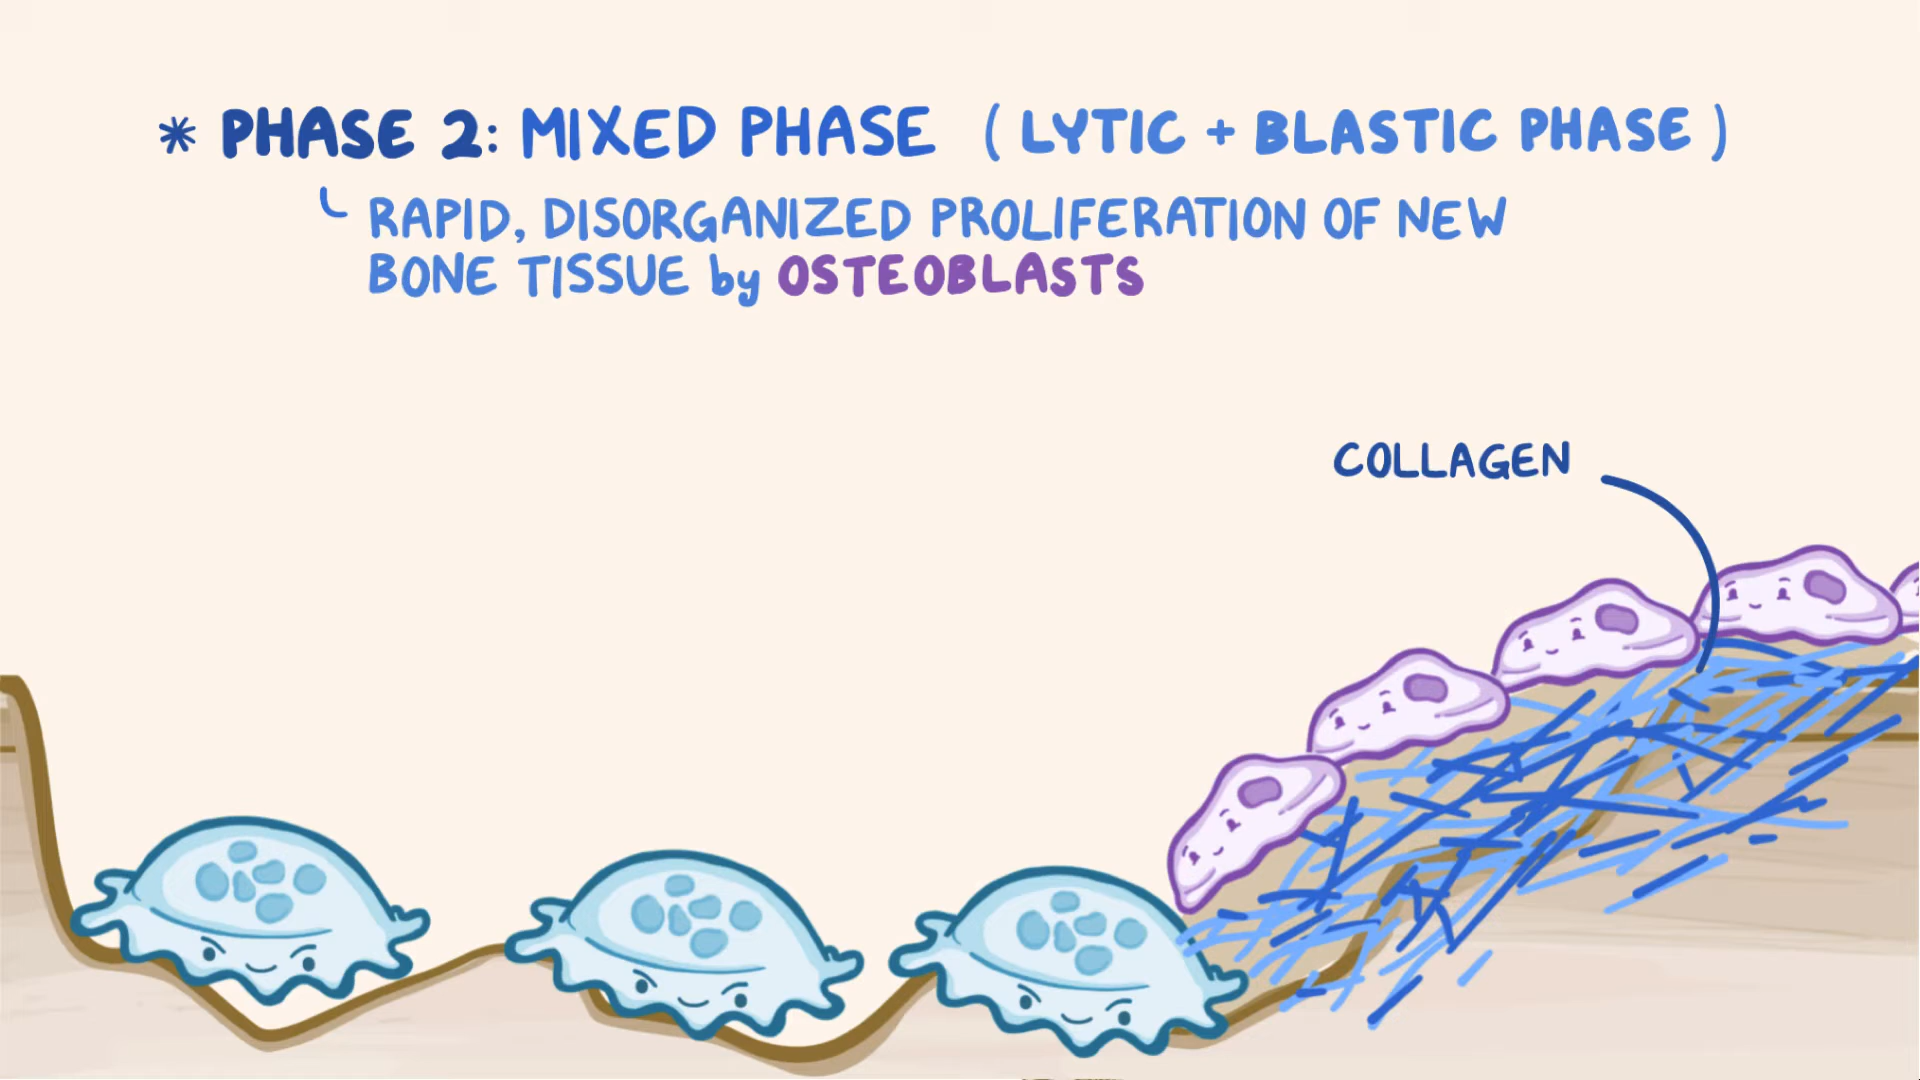 * PHASE 2: MIXED PHASE (LYTIC + BLASTIC PHASE)
RAPID, DISORGANIZED PROLIFERATION OF NEW
BONE TISSUE by OSTEOBLASTS
COLLAGEN